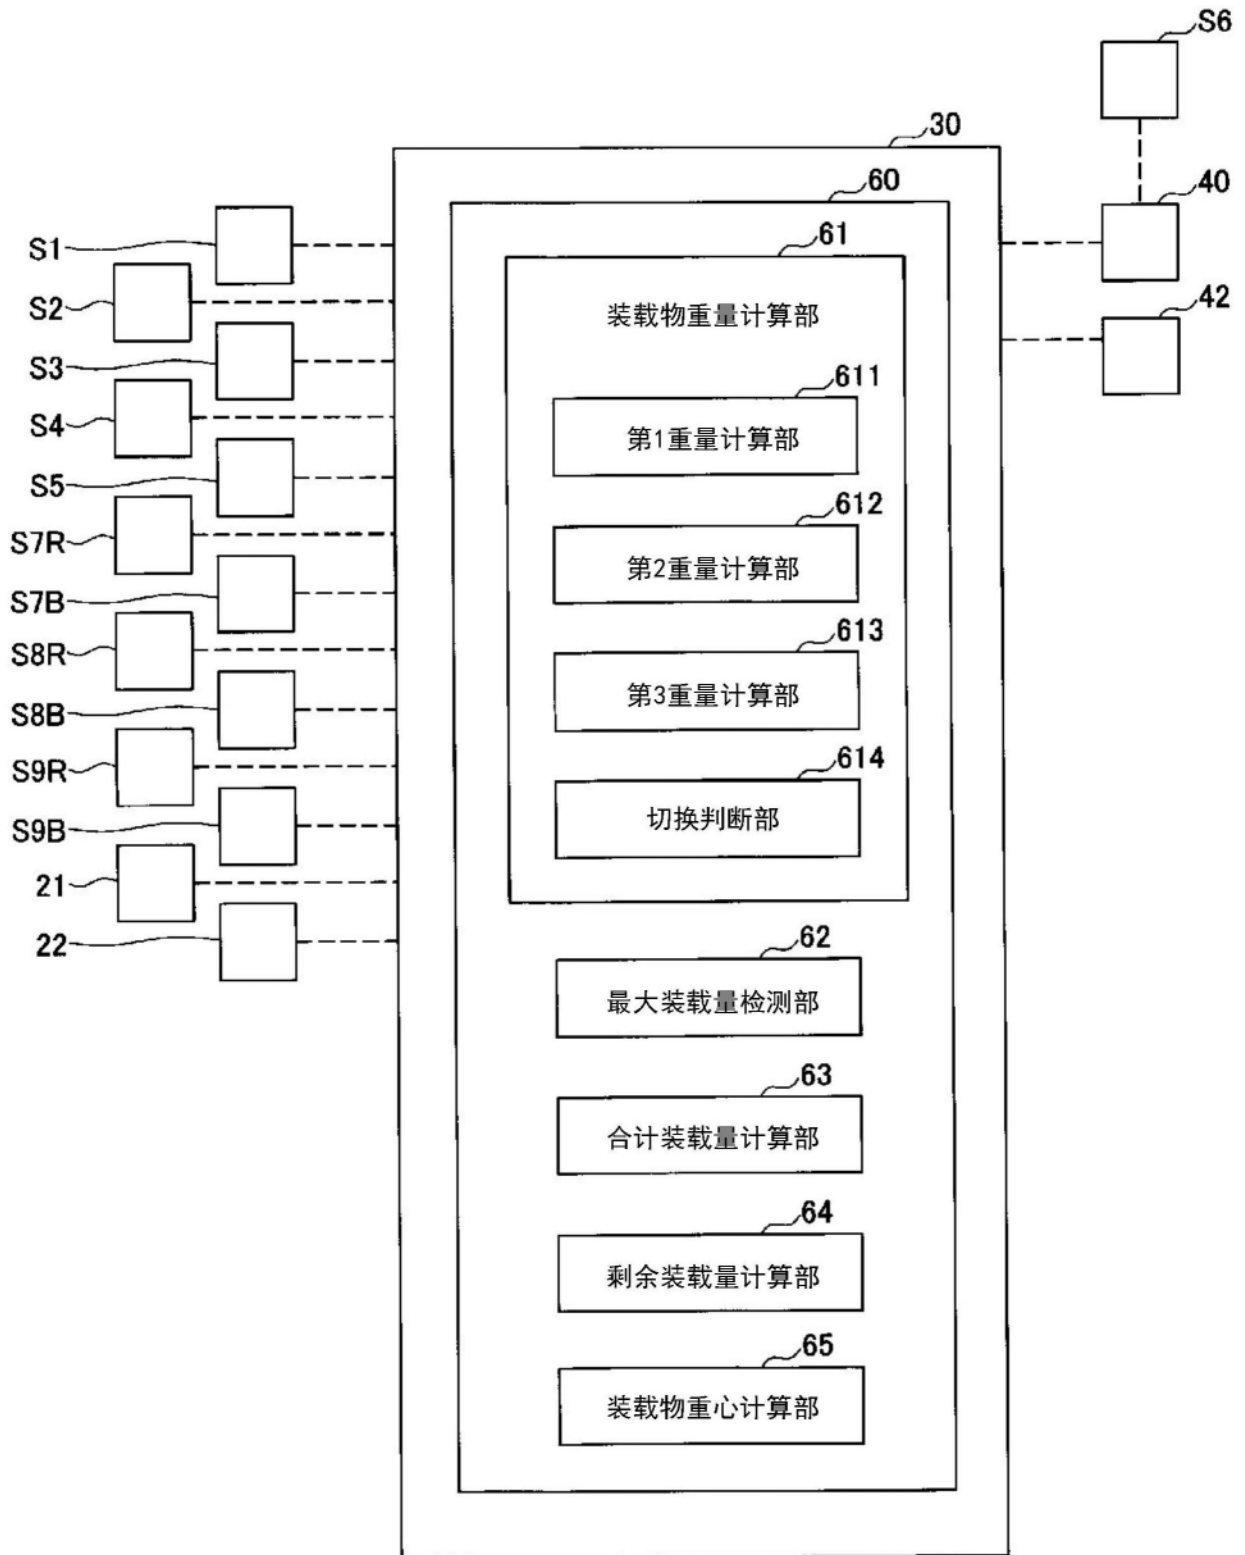 S6
30
60
40
S1
61
S2
装载物重量计算部
42
S3
611
S4
第1重量计算部
S5
612
S7R
第2重量计算部
S7B
613
S8R
第3重量计算部
S8B
614
S9R
切换判断部
S9B
21
62
22
最大装载量检测部
63
合计装载量计算部
64
剩余装载量计算部
65
装载物重心计算部